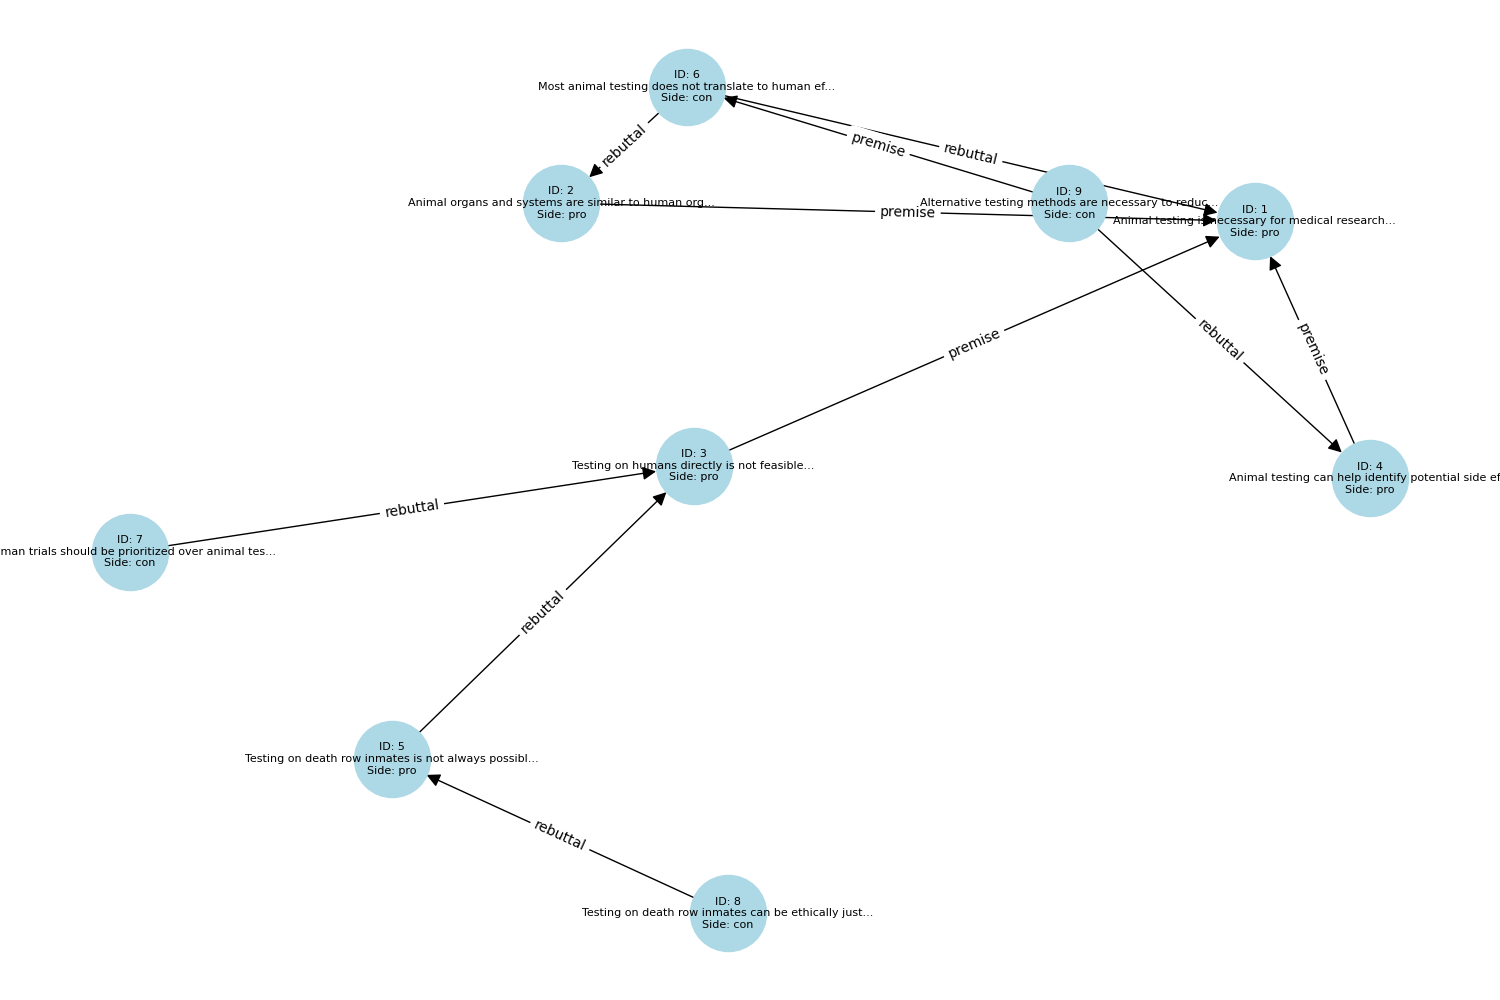 ID: 6
Most animal testing does not translate to human ef...
Side: con
rebuttal
premise
rebuttal
ID: 2
Animal organs and systems are similar to human org...
Side: pro
premise
ID: 9
Alternative testing methods are necessary to reduc...
Side: con
ID: 1
Animal testing is necessary for medical research...
Side: pro
premise
rebuttal
premise
ID: 3
Testing on humans directly is not feasible...
Side: pro
ID: 4
Animal testing can help identify potential side ef
Side: pro
rebuttal
ID: 7
man trials should be prioritized over animal tes...
Side: con
rebuttal
ID: 5
Testing on death row inmates is not always possibl...
Side: pro
rebuttal
ID: 8
Testing on death row inmates can be ethically just...
Side: con